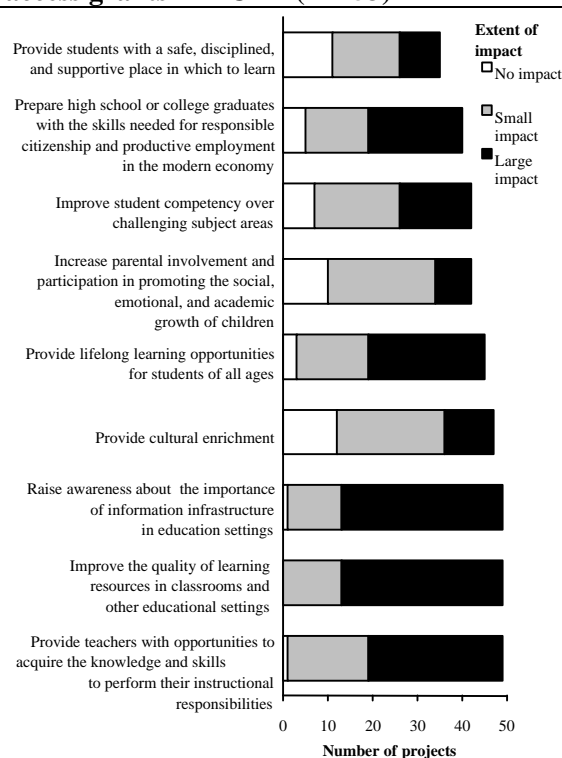 Extent of
impact
No impact
Small
impact
Large
impact
Provide students with a safe, disciplined,
and supportive place in which to learn
Prepare high school or college graduates
with the skills needed for responsible
citizenship and productive employment
in the modern economy
Improve student competency over
challenging subject areas
Increase parental involvement and
participation in promoting the social,
emotional, and academic
growth of children
Provide lifelong learning opportunities
for students of all ages
Provide cultural enrichment
Raise awareness about the importance
of information infrastructure
in education settings
Improve the quality of learning
resources in classrooms and
other educational settings
Provide teachers with opportunities to
acquire the knowledge and skills
to perform their instructional
responsibilities
0 10 20 30 40 50
Number of projects